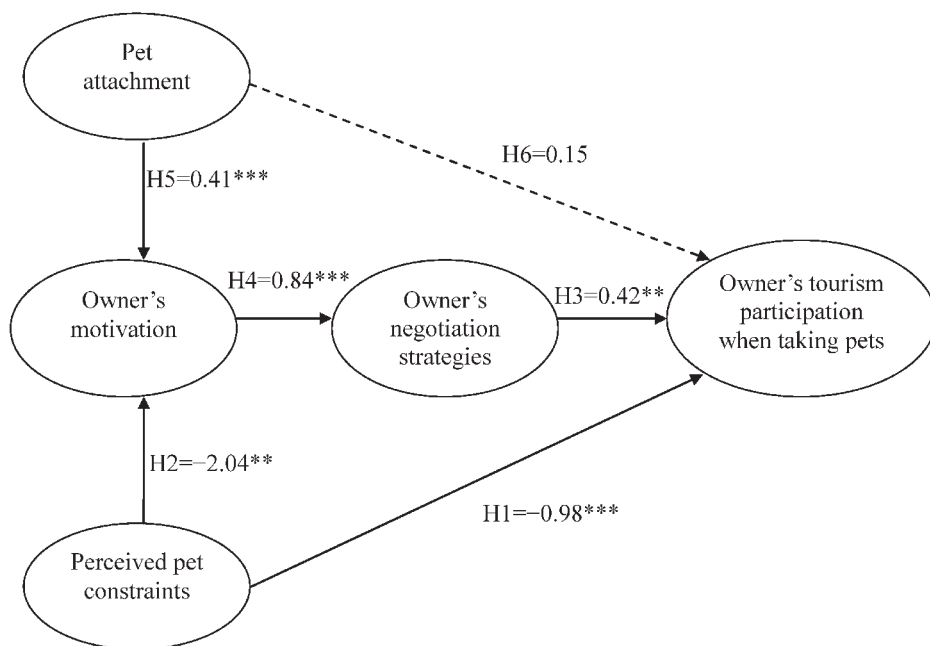 Pet
attachment
H6=0.15
H5=0.41***
Owner’s
motivation
H4=0.84***
Owner’s
negotiation
strategies
H3=0.42**
Owner’s tourism
participation
when taking pets
H2=−2.04**
H1=−0.98***
Perceived pet
constraints